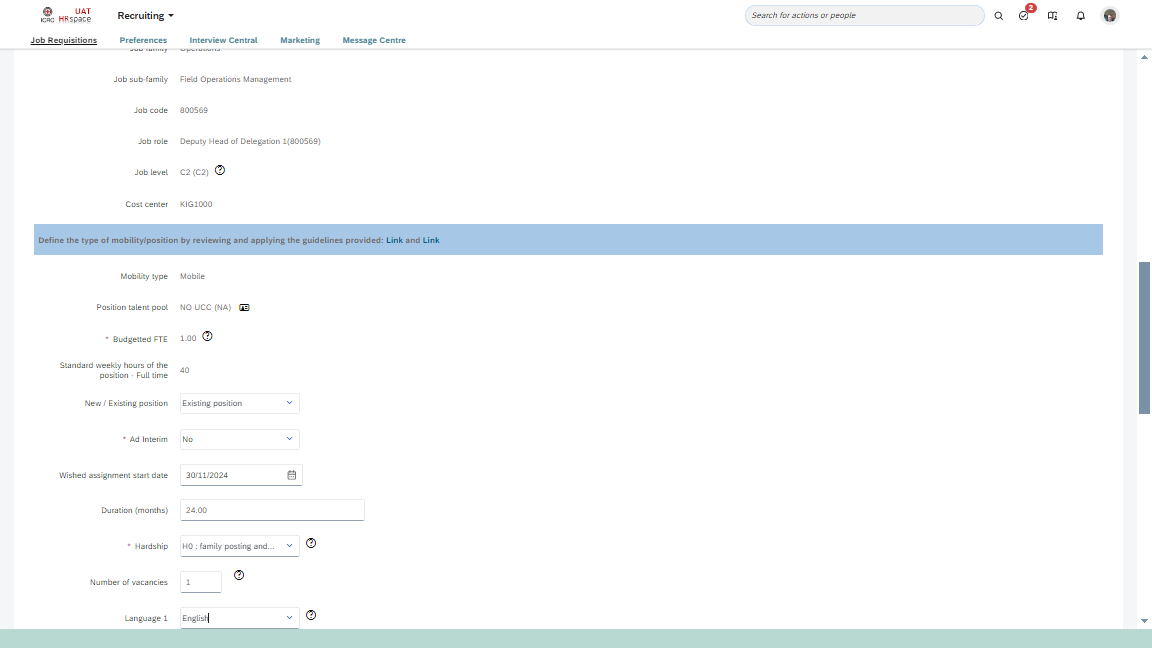 ICRC
UAT
HRspace
Recruiting
Search for actions or people
2
Job Requisitions
Preferences
Interview Central
Marketing
Message Centre
Job family
Operations
Job sub-family
Field Operations Management
Job code
800569
Job role
Deputy Head of Delegation 1(800569)
Job level
C2 (C2)
Cost center
KIG1000
Define the type of mobility/position by reviewing and applying the guidelines provided: Link and Link
Mobility type
Mobile
Position talent pool
NO UCC (NA)
* Budgetted FTE
1.00
Standard weekly hours of the
position - Full time
40
New / Existing position
Existing position
* Ad Interim
No
Wished assignment start date
30/11/2024
Duration (months)
24.00
* Hardship
H0 : family posting and...
Number of vacancies
1
Language 1
English